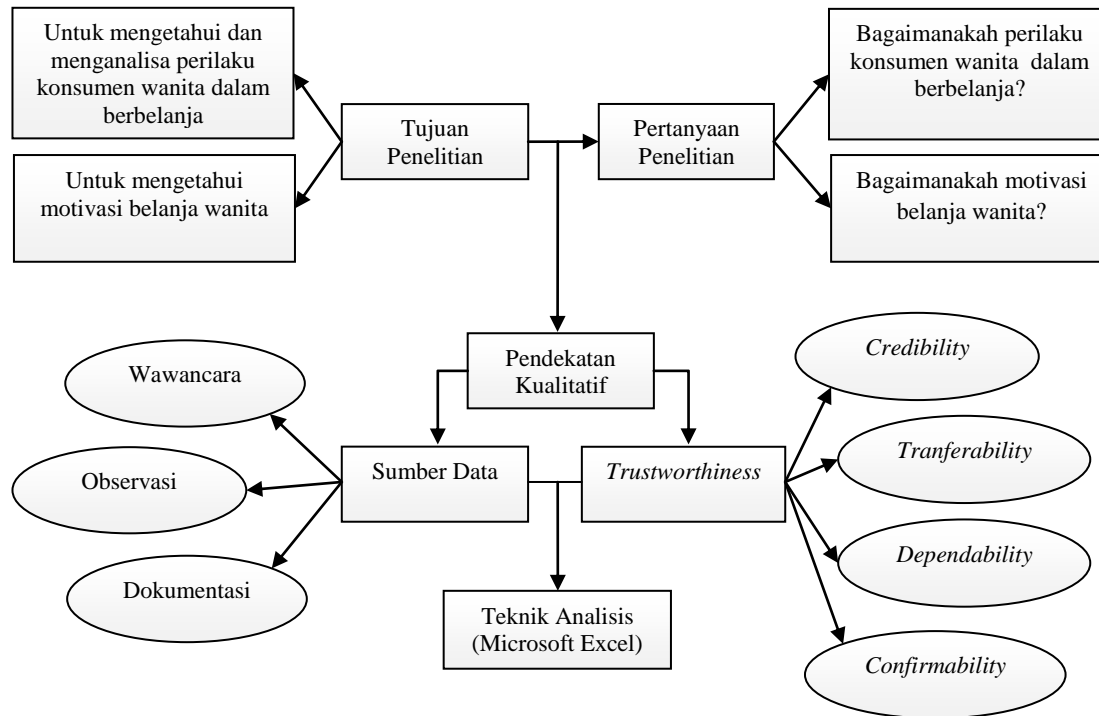 Untuk mengetahui dan
menganalisa perilaku
konsumen wanita dalam
berbelanja
Untuk mengetahui
motivasi belanja wanita
Tujuan
Penelitian
Pertanyaan
Penelitian
Bagaimanakah perilaku
konsumen wanita dalam
berbelanja?
Bagaimanakah motivasi
belanja wanita?
Pendekatan
Kualitatif
Wawancara
Observasi
Dokumentasi
Sumber Data
Trustworthiness
Credibility
Tranferability
Dependability
Confirmability
Teknik Analisis
(Microsoft Excel)